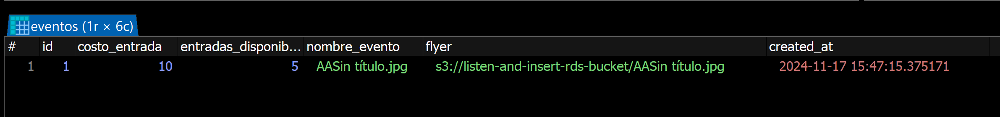 eventos (1r × 6c)
# id costo_entrada entradas_disponib... nombre_evento flyer created_at
1 1 10 5 AASin título.jpg s3://listen-and-insert-rds-bucket/AASin título.jpg 2024-11-17 15:47:15.375171